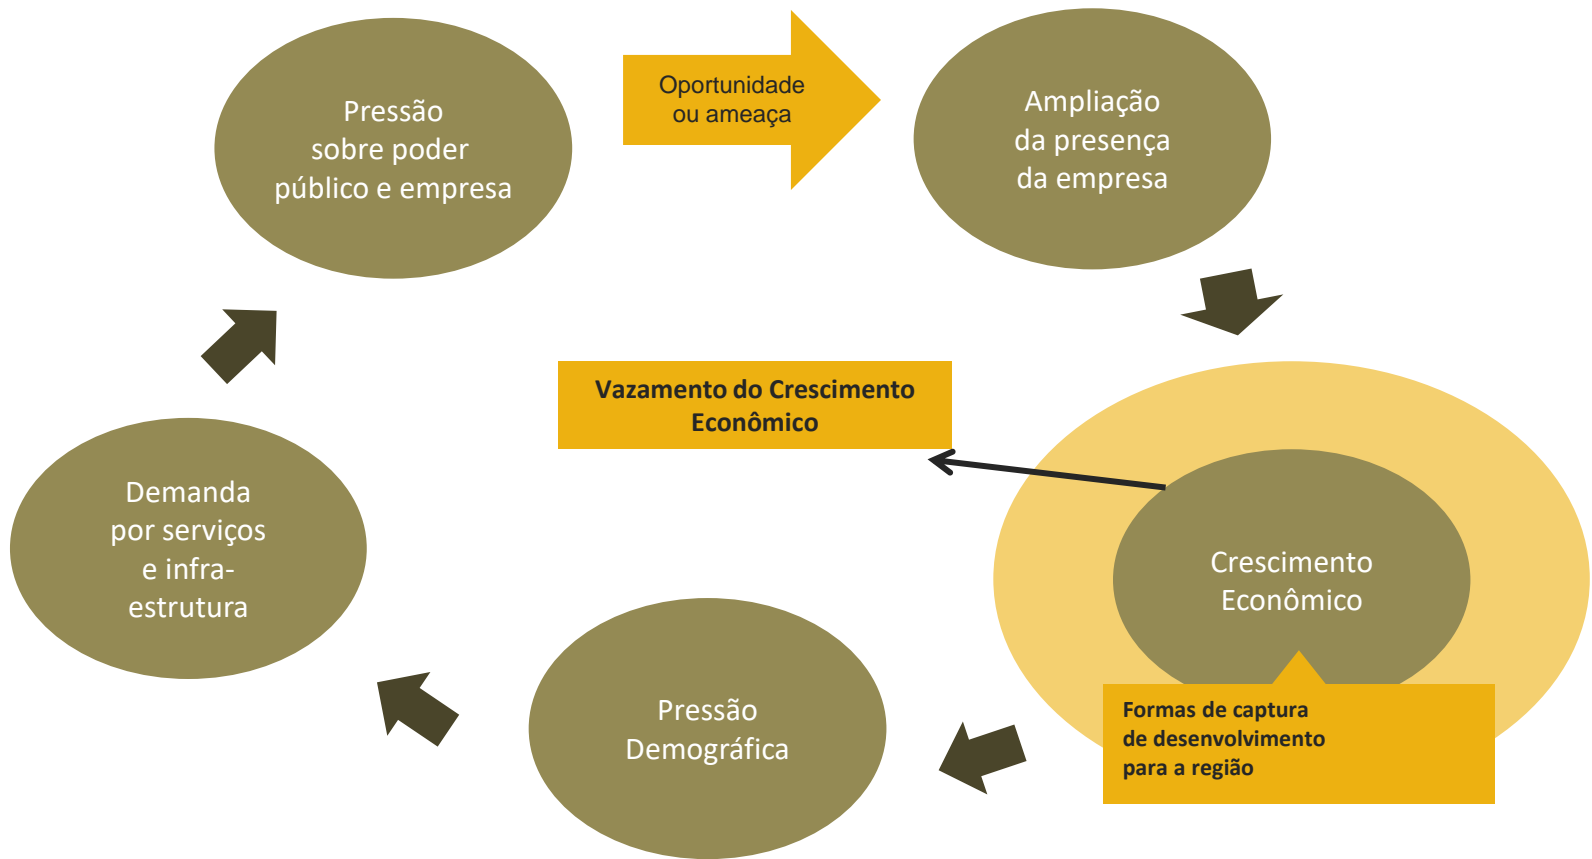 Pressão
sobre poder
público e empresa
Oportunidade
ou ameaça
Ampliação
da presença
da empresa
Vazamento do Crescimento
Econômico
Demanda
por serviços
e infra-
estrutura
Crescimento
Econômico
Pressão
Demográfica
Formas de captura
de desenvolvimento
para a região